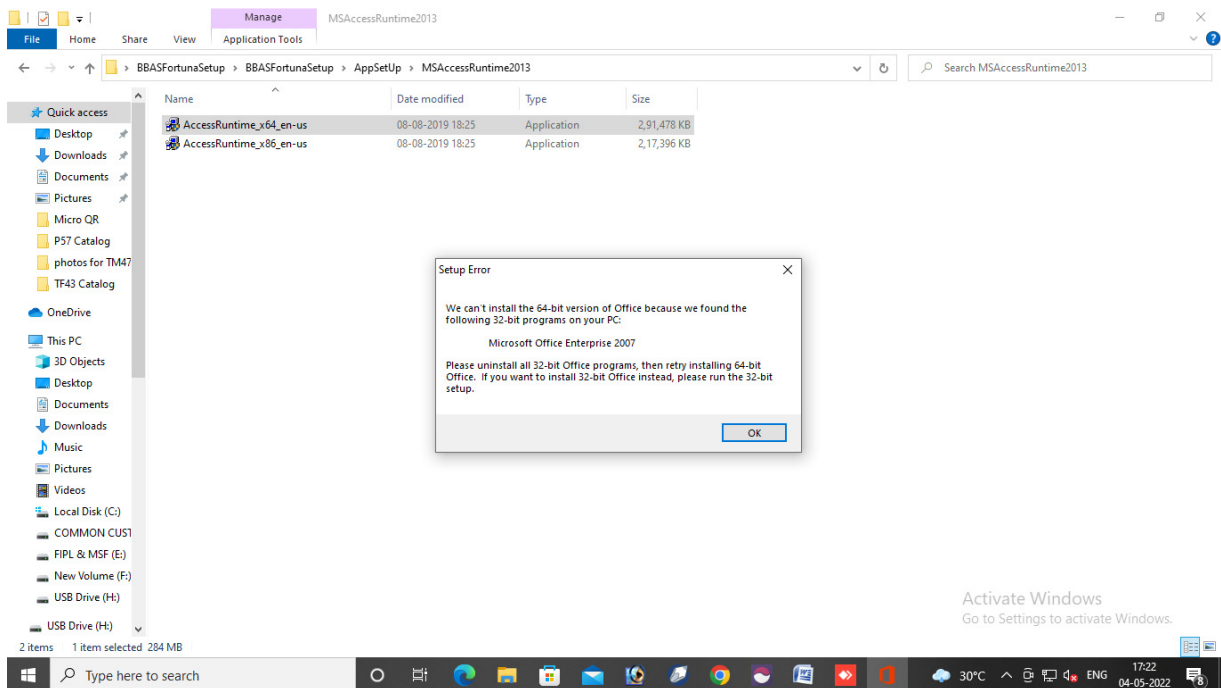 Manage
MSAccessRuntime2013
File
Home
Share
View
Application Tools
BBASFortunaSetup
BBASFortunaSetup
AppSetUp
MSAccessRuntime2013
Search MSAccessRuntime2013
Name
Date modified
Type
Size
AccessRuntime_x64_en-us
08-08-2019 18:25
Application
2,91,478 KB
AccessRuntime_x86_en-us
08-08-2019 18:25
Application
2,17,396 KB
Quick access
Desktop
Downloads
Documents
Pictures
Micro QR
P57 Catalog
photos for TM47
TF43 Catalog
OneDrive
This PC
3D Objects
Desktop
Documents
Downloads
Music
Pictures
Videos
Local Disk (C:)
COMMON CUST
FIPL & MSF (E:)
New Volume (F:)
USB Drive (H:)
USB Drive (H:)
Setup Error
We can't install the 64-bit version of Office because we found the
following 32-bit programs on your PC:
Microsoft Office Enterprise 2007
Please uninstall all 32-bit Office programs, then retry installing 64-bit
Office. If you want to install 32-bit Office instead, please run the 32-bit
setup.
OK
Activate Windows
Go to Settings to activate Windows.
2 items
1 item selected 284 MB
Type here to search
30°C
ENG
17:22
04-05-2022
8